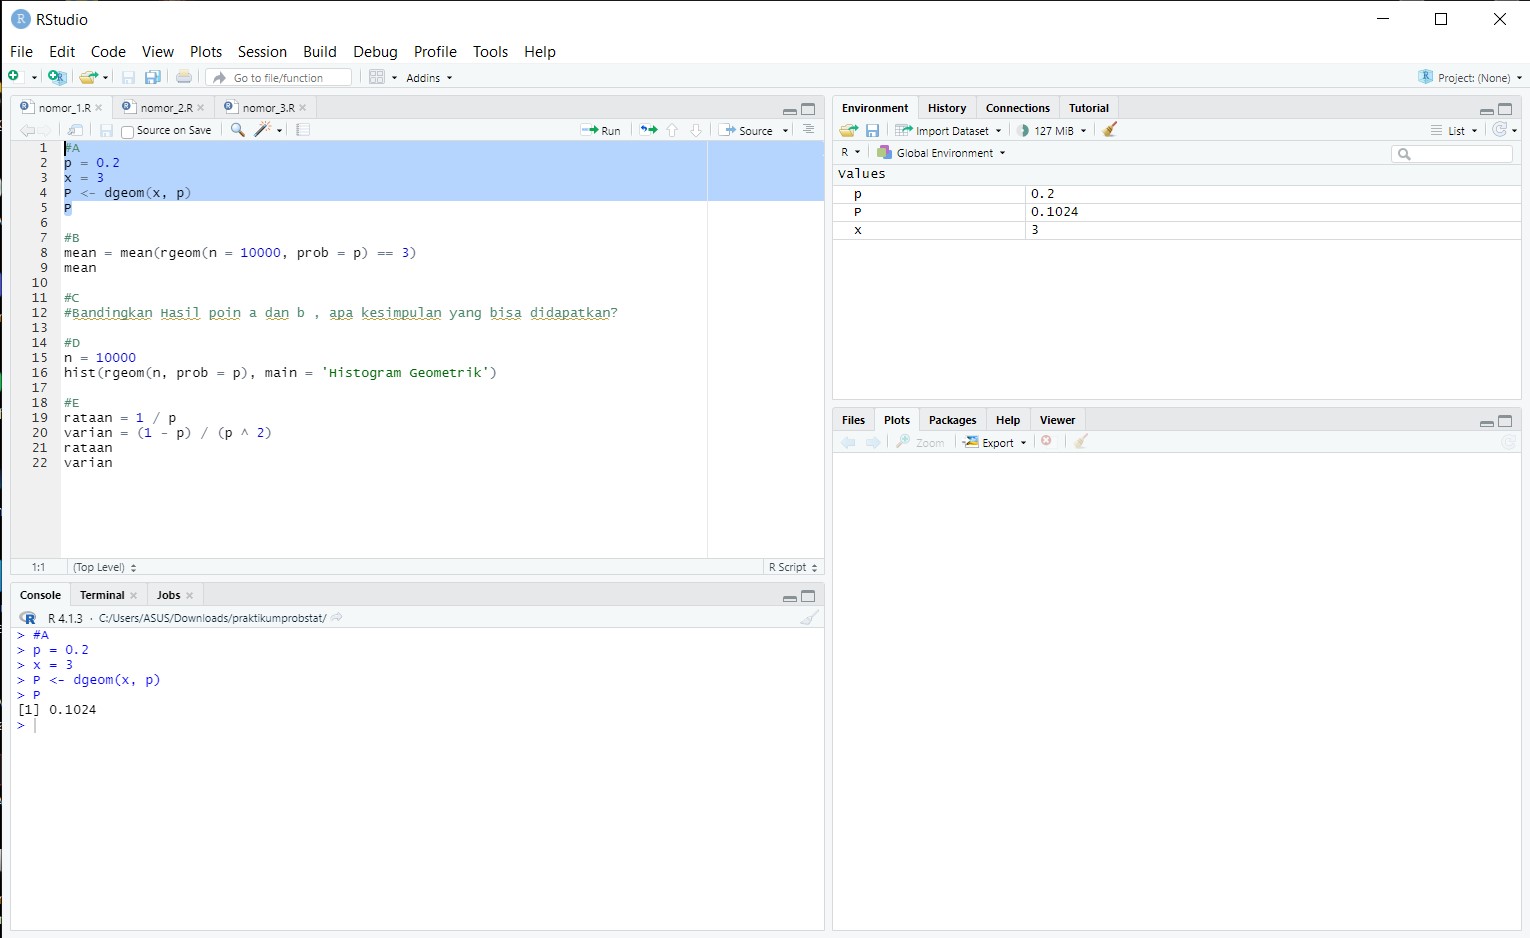 RStudio
File Edit Code View Plots Session Build Debug Profile Tools Help
Go to file/function Addins Project: (None)
nomor_1.R nomor_2.R nomor_3.R
Source on Save Run Source
1 #A
2 p = 0.2
3 x = 3
4 P <- dgeom(x, p)
5 P
6
7 #B
8 mean = mean(rgeom(n = 10000, prob = p) == 3)
9 mean
10
11 #C
12 #Bandingkan Hasil poin a dan b , apa kesimpulan yang bisa didapatkan?
13
14 #D
15 n = 10000
16 hist(rgeom(n, prob = p), main = 'Histogram Geometrik')
17
18 #E
19 rataan = 1 / p
20 varian = (1 - p) / (p ^ 2)
21 rataan
22 varian
1:1 (Top Level) R Script
Console Terminal Jobs
R 4.1.3 · C:/Users/ASUS/Downloads/praktikumprobstat/
> #A
> p = 0.2
> x = 3
> P <- dgeom(x, p)
> P
[1] 0.1024
>
Environment History Connections Tutorial
Import Dataset 127 MiB List
R Global Environment
Values
p 0.2
P 0.1024
x 3
Files Plots Packages Help Viewer
Zoom Export